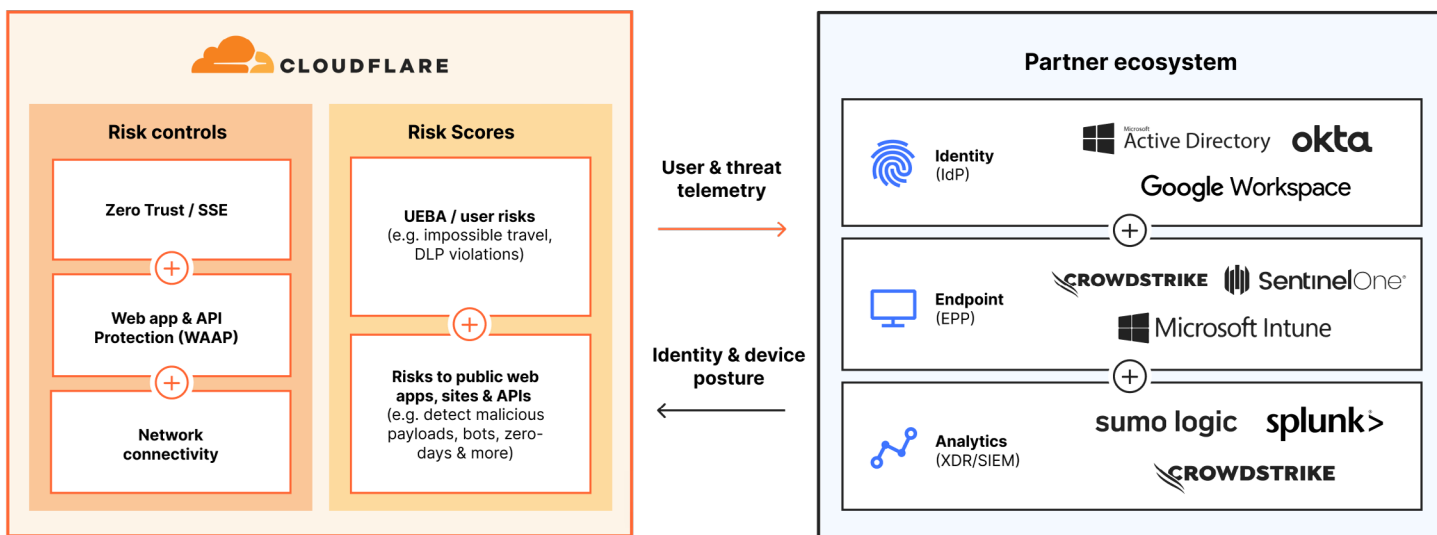 CLOUDFLARE
Risk controls
Zero Trust / SSE
Web app & API
Protection (WAAP)
Network
connectivity
Risk Scores
UEBA / user risks
(e.g. impossible travel,
DLP violations)
Risks to public web
apps, sites & APIs
(e.g. detect malicious
payloads, bots, zero-
days & more)
User & threat
telemetry
Identity & device
posture
Partner ecosystem
Identity
(IdP)
Microsoft
Active Directory
okta
Google Workspace
Endpoint
(EPP)
CROWDSTRIKE
SentinelOne®
Microsoft Intune
Analytics
(XDR/SIEM)
sumo logic
splunk>
CROWDSTRIKE